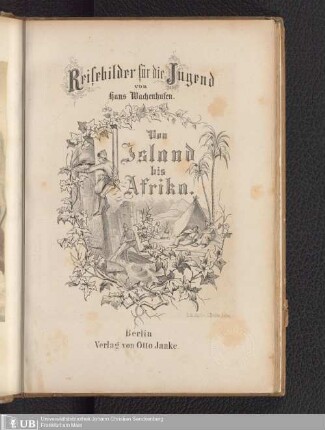 Reisebilder für die Jugend
von
Hans Wachenhusen.
Von
Island
bis
Afrika.
Berlin
Verlag von Otto Janke.
UB
Universitätsbibliothek Johann Christian Senckenberg
Frankfurt am Main